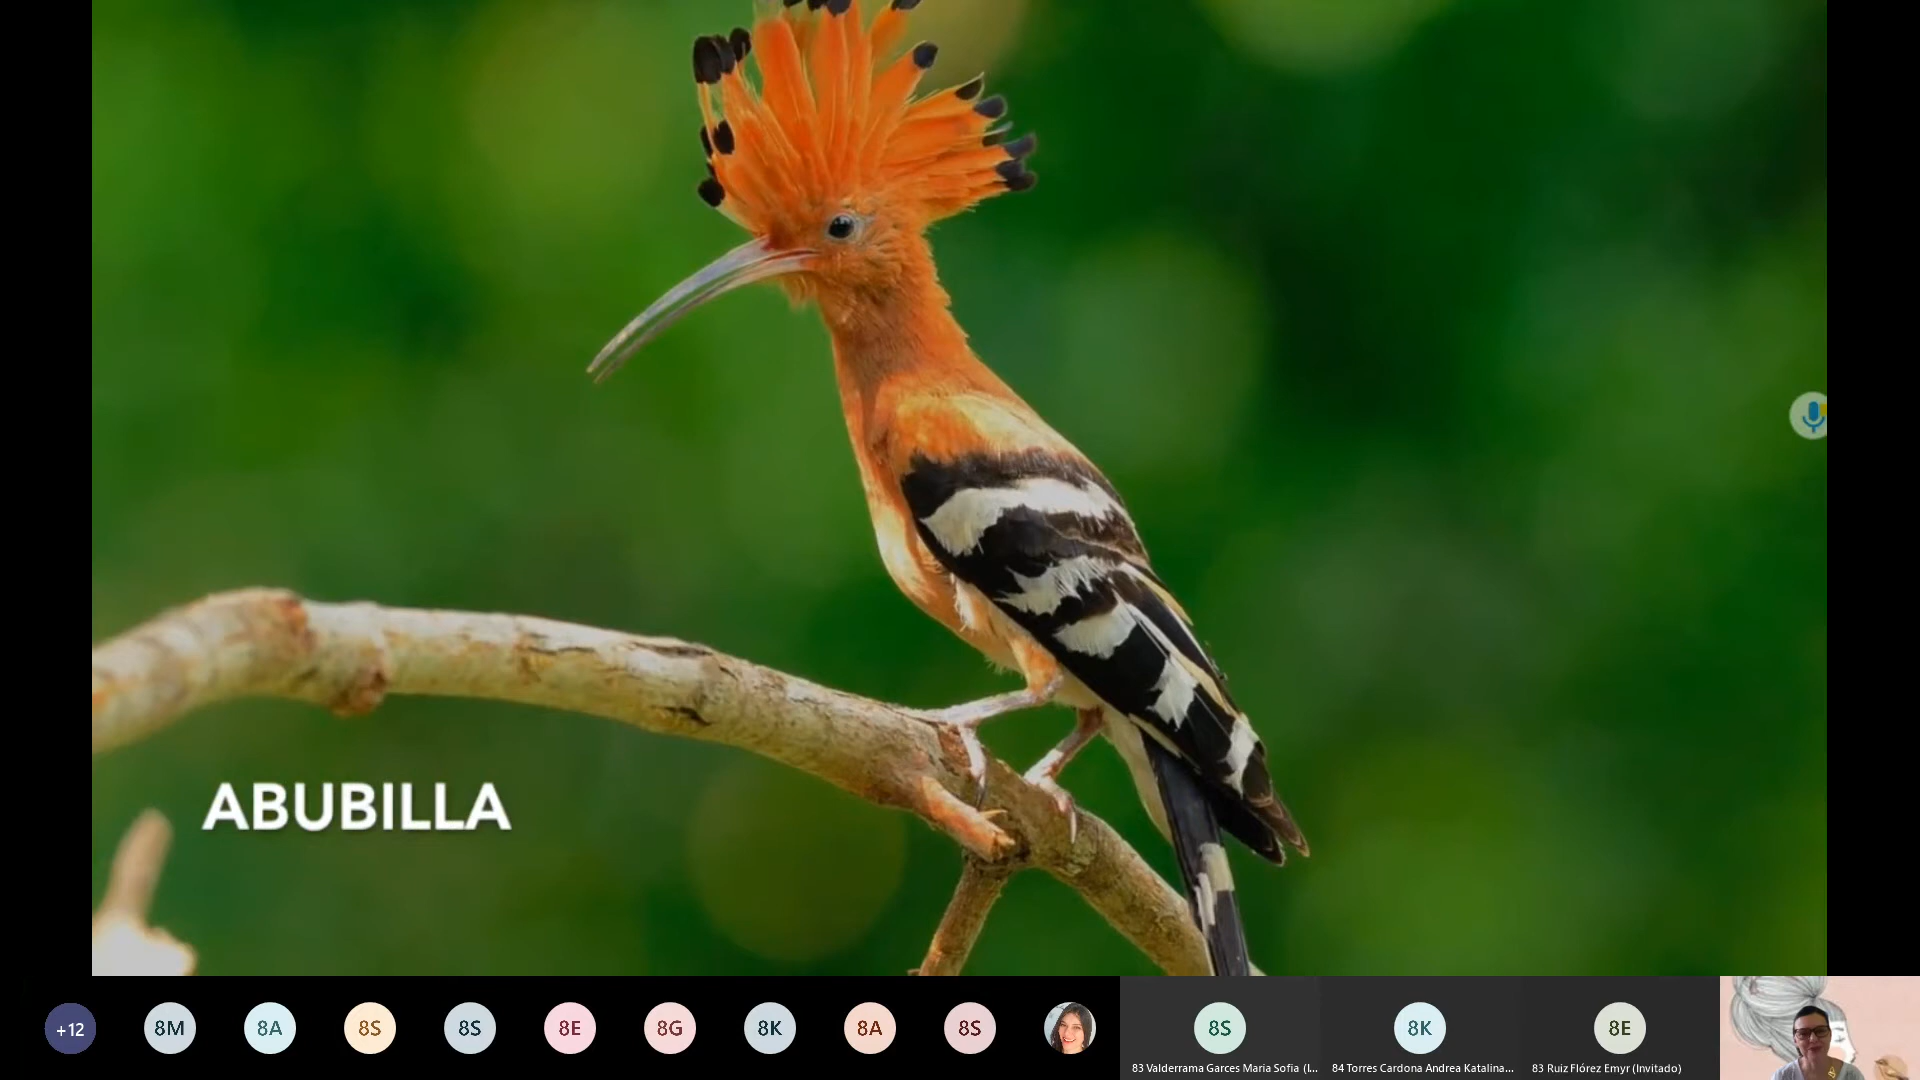 ABUBILLA
+12
8M
8A
8S
8S
8E
8G
8K
8A
8S
8S
8K
8E
83 Valderrama Garces Maria Sofia (I...
84 Torres Cardona Andrea Katalina...
83 Ruiz Flórez Emyr (Invitado)